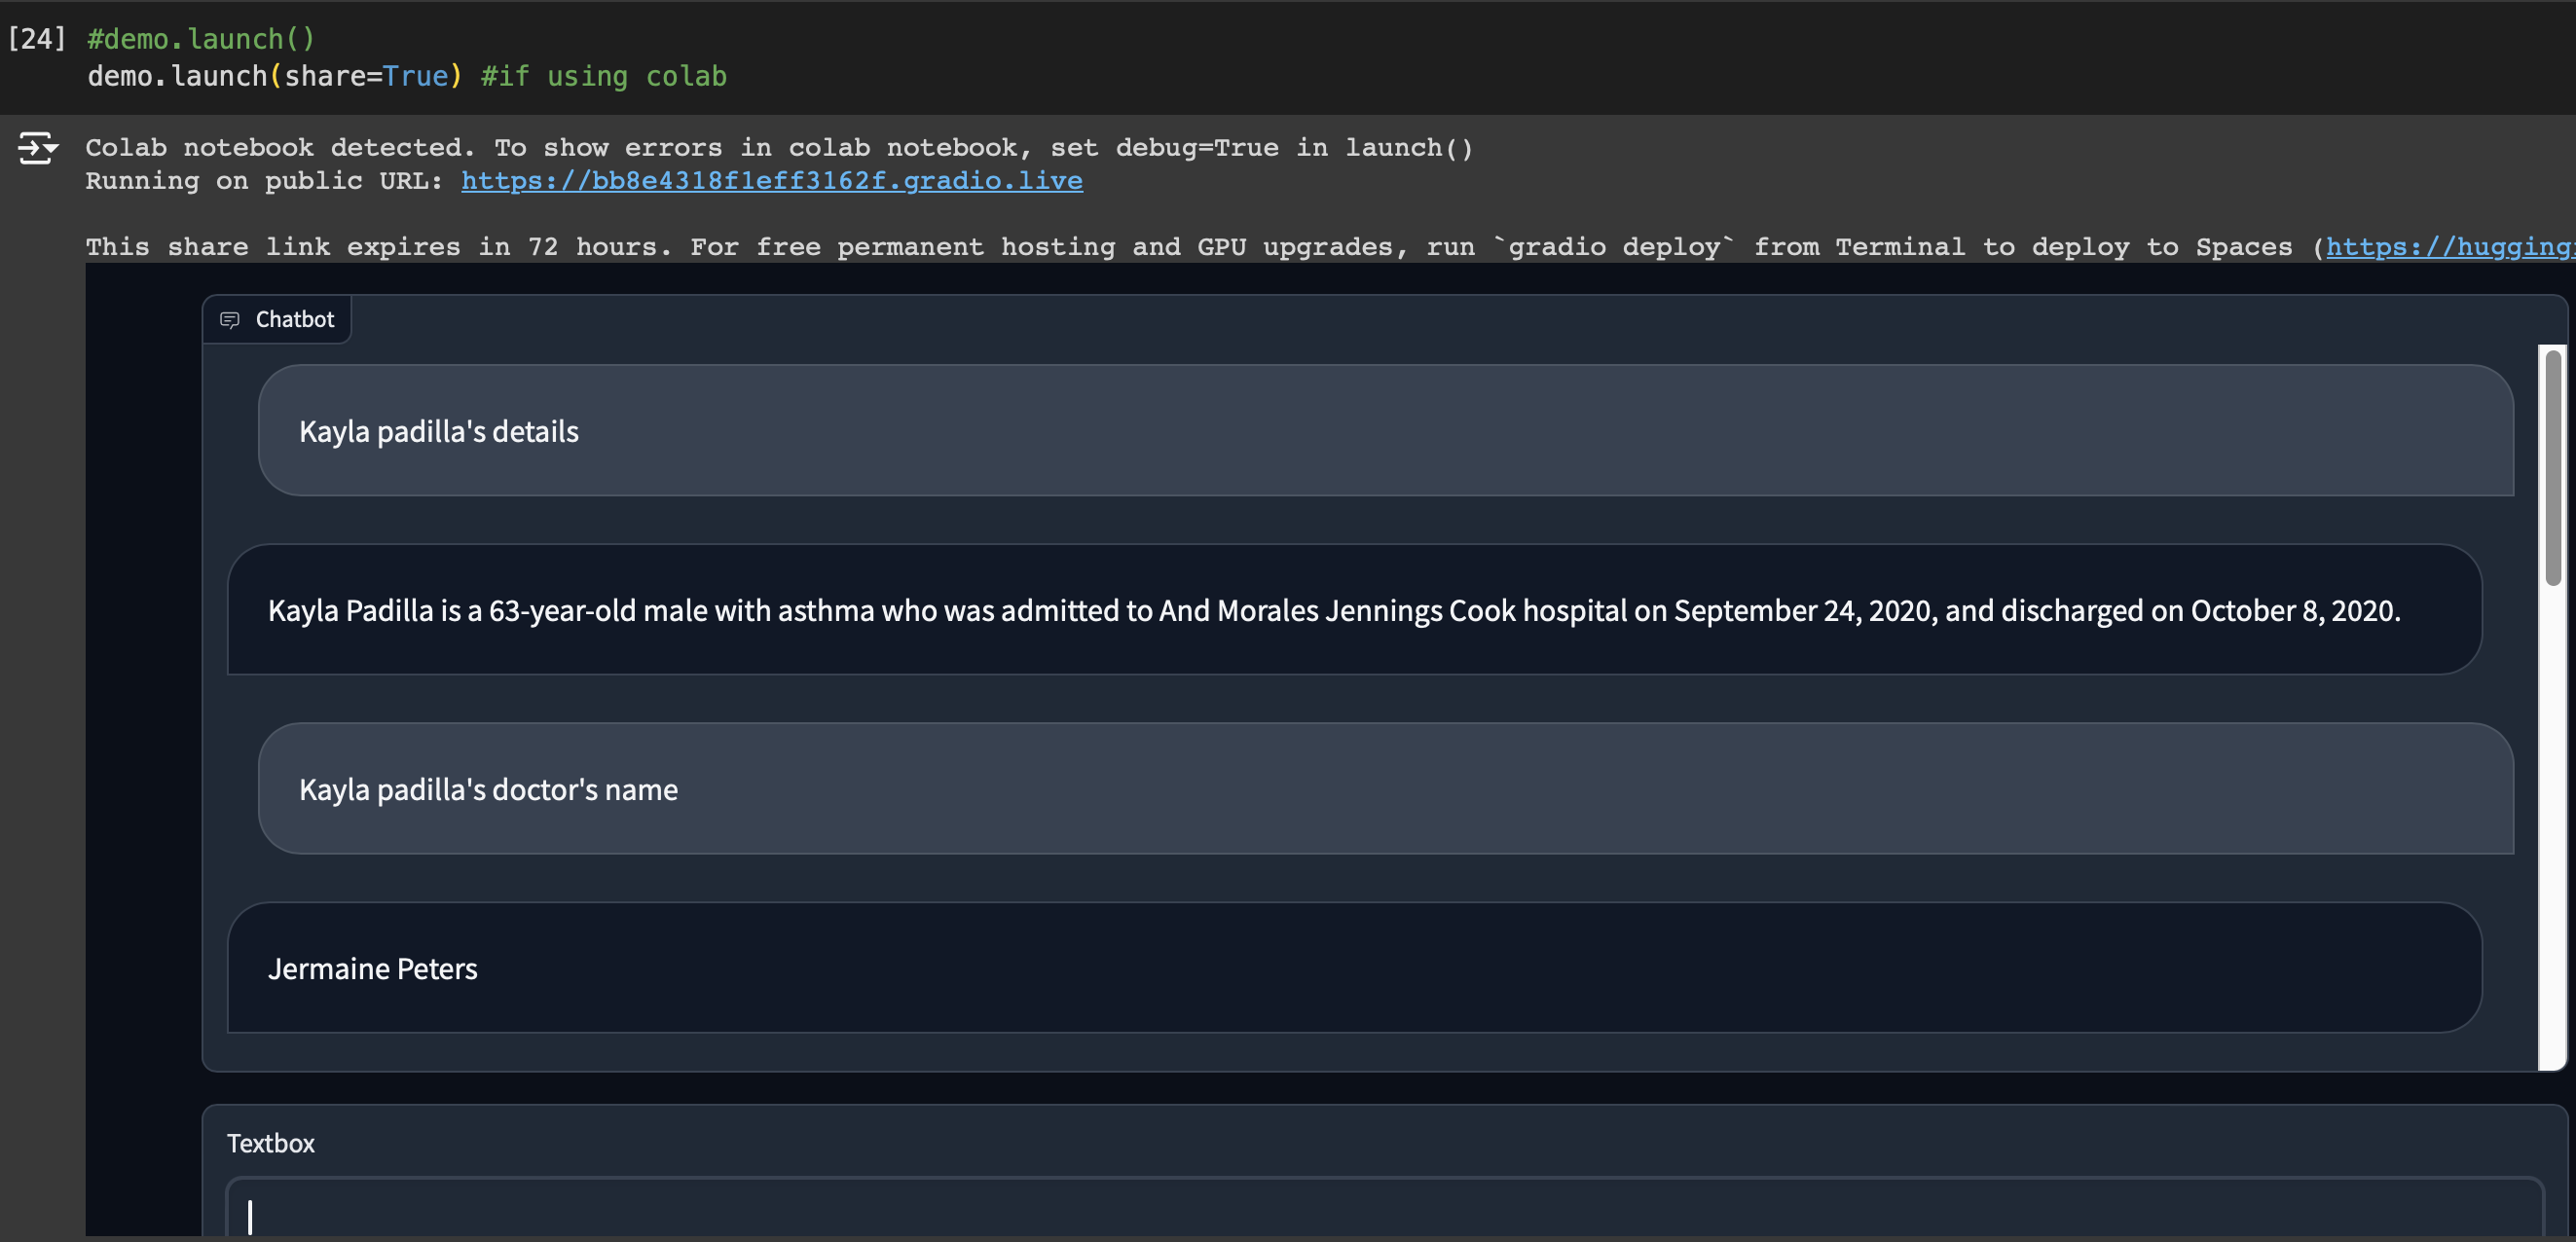 [24] #demo.launch()
demo.launch(share=True) #if using colab
Colab notebook detected. To show errors in colab notebook, set debug=True in launch()
Running on public URL: https://bb8e4318f1eff3162f.gradio.live
This share link expires in 72 hours. For free permanent hosting and GPU upgrades, run `gradio deploy` from Terminal to deploy to Spaces (https://hugging
Chatbot
Kayla padilla's details
Kayla Padilla is a 63-year-old male with asthma who was admitted to And Morales Jennings Cook hospital on September 24, 2020, and discharged on October 8, 2020.
Kayla padilla's doctor's name
Jermaine Peters
Textbox